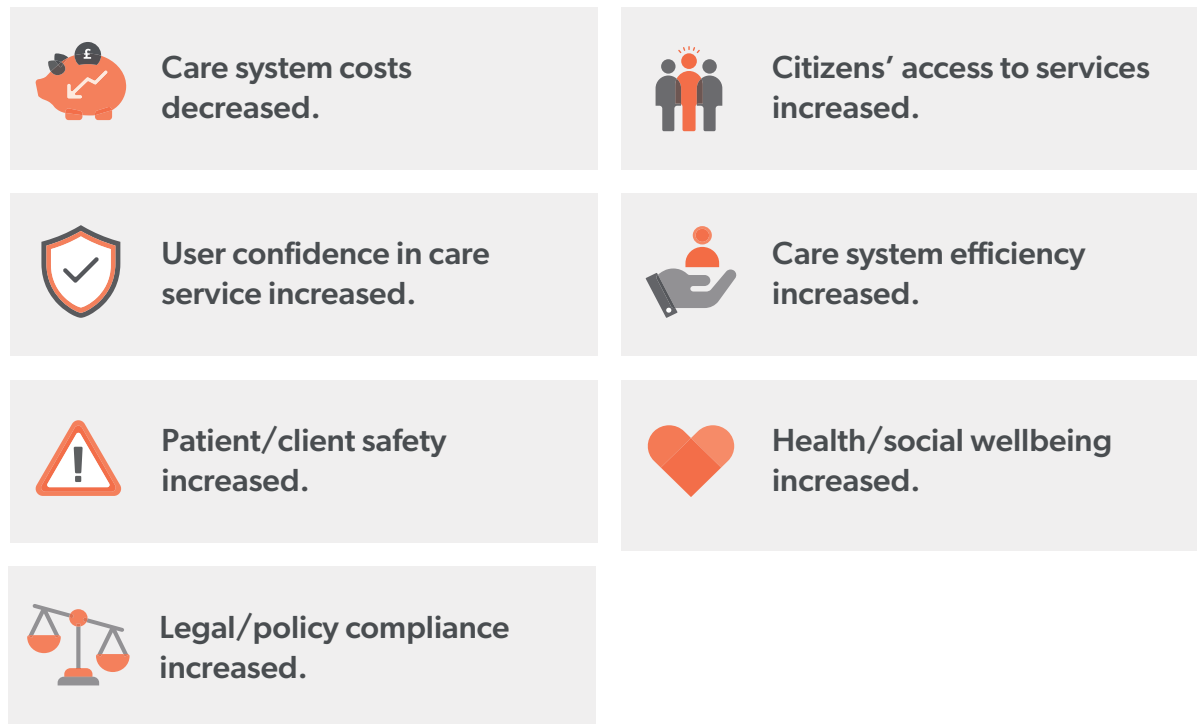 £
Care system costs
decreased.
Citizens’ access to services
increased.
User confidence in care
service increased.
Care system efficiency
increased.
Patient/client safety
increased.
!
Health/social wellbeing
increased.
Legal/policy compliance
increased.